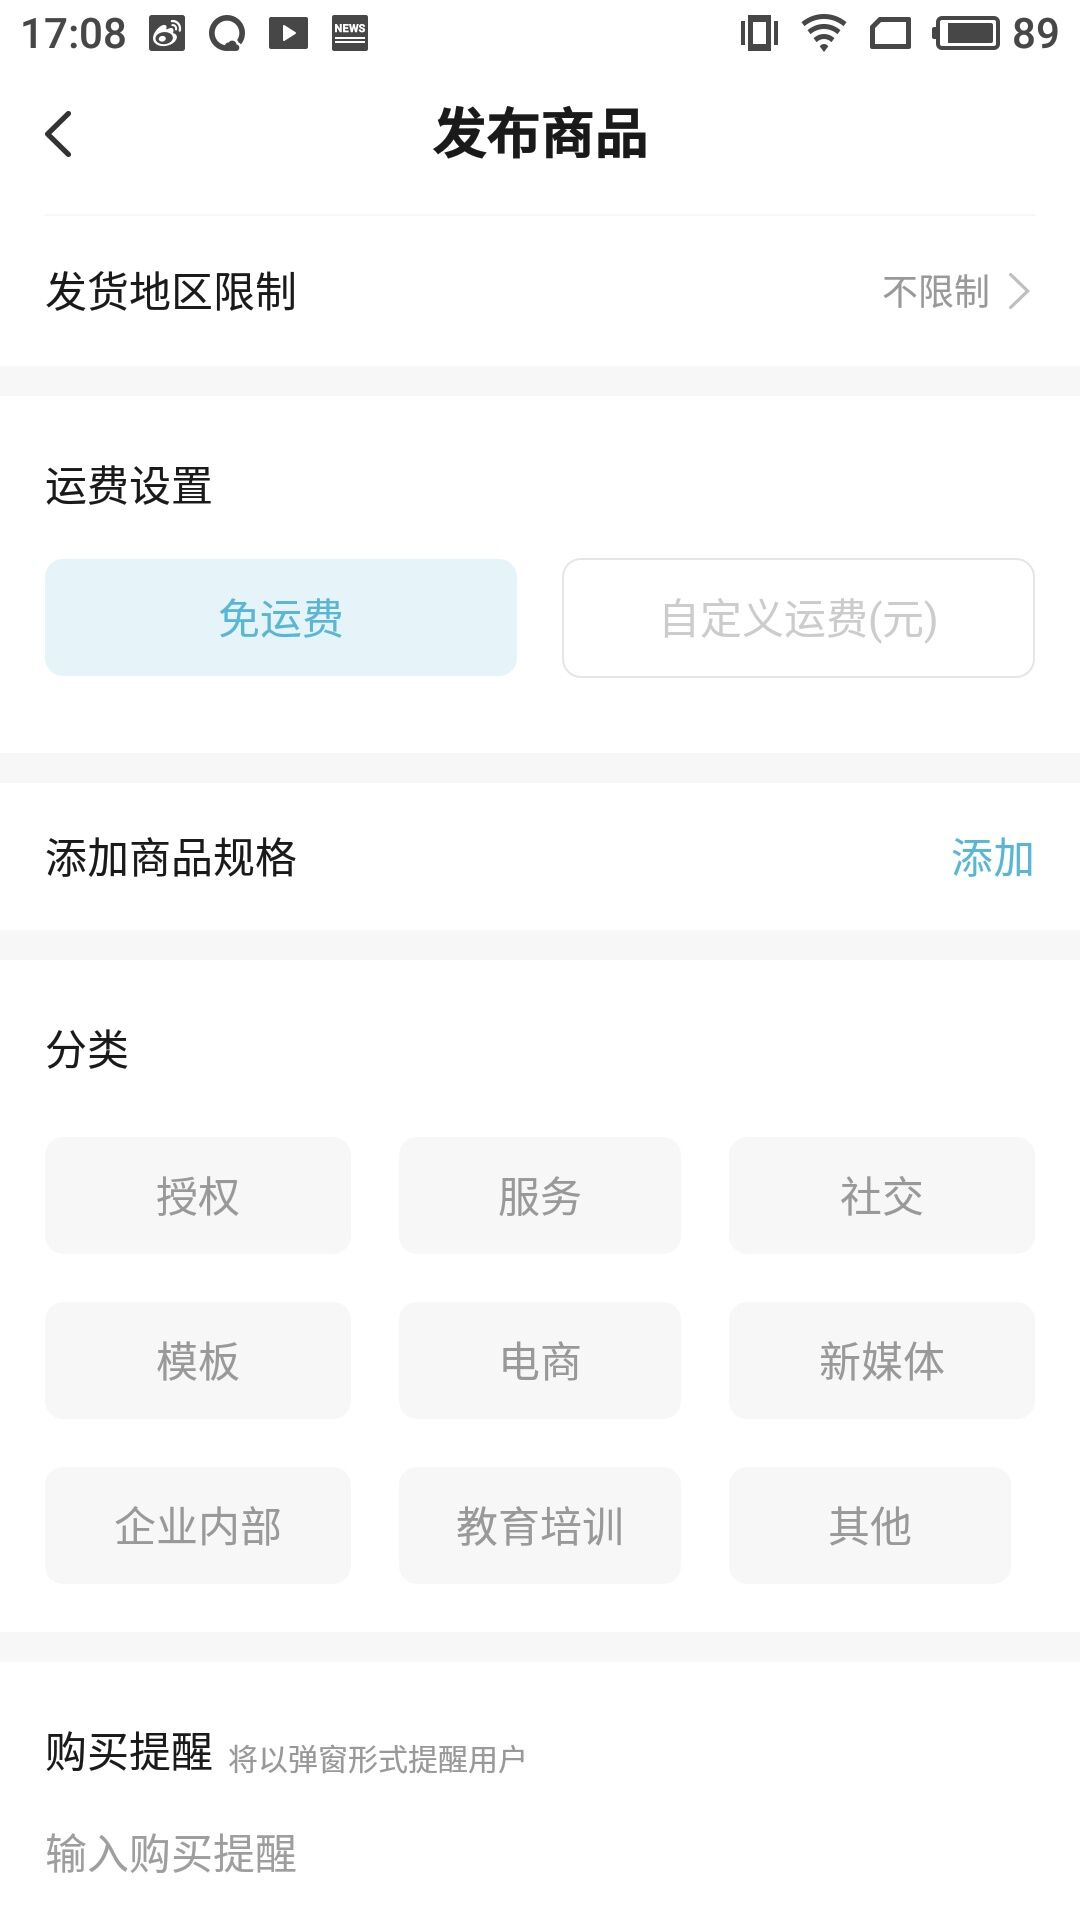 17:08 NEWS 89
发布商品
发货地区限制 不限制
运费设置
免运费 自定义运费(元)
添加商品规格 添加
分类
授权 服务 社交
模板 电商 新媒体
企业内部 教育培训 其他
购买提醒 将以弹窗形式提醒用户
输入购买提醒